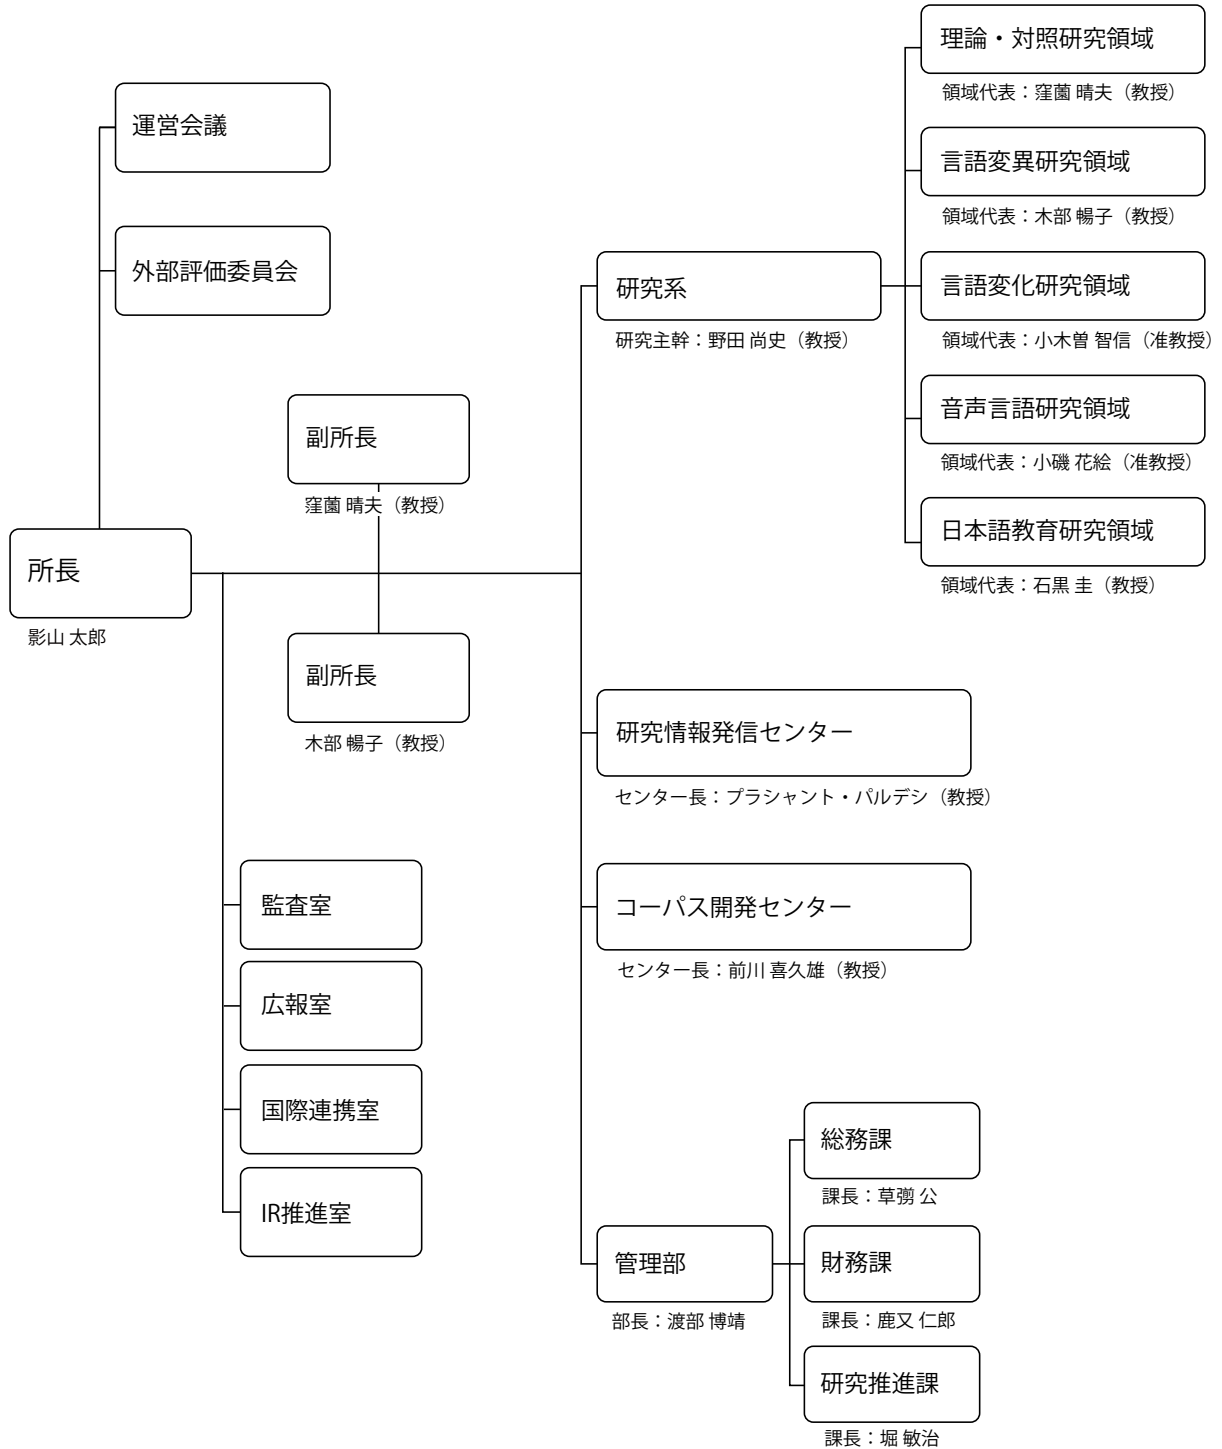 運営会議
外部評価委員会
所長
影山 太郎
副所長
窪薗 晴夫（教授）
副所長
木部 暢子（教授）
監査室
広報室
国際連携室
IR推進室
研究系
研究主幹：野田 尚史（教授）
理論・対照研究領域
領域代表：窪薗 晴夫（教授）
言語変異研究領域
領域代表：木部 暢子（教授）
言語変化研究領域
領域代表：小木曽 智信（准教授）
音声言語研究領域
領域代表：小磯 花絵（准教授）
日本語教育研究領域
領域代表：石黒 圭（教授）
研究情報発信センター
センター長：プラシャント・パルデシ（教授）
コーパス開発センター
センター長：前川 喜久雄（教授）
管理部
部長：渡部 博靖
総務課
課長：草彅 公
財務課
課長：鹿又 仁郎
研究推進課
課長：堀 敏治